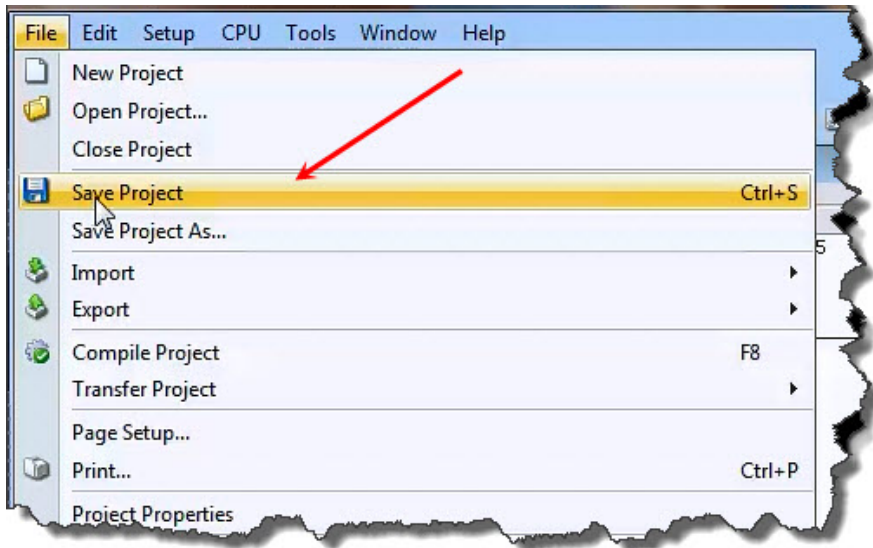 File Edit Setup CPU Tools Window Help
New Project
Open Project...
Close Project
Save Project Ctrl+S
Save Project As...
5
Import
Export
Compile Project F8
Transfer Project
Page Setup...
Print... Ctrl+P
Project Properties